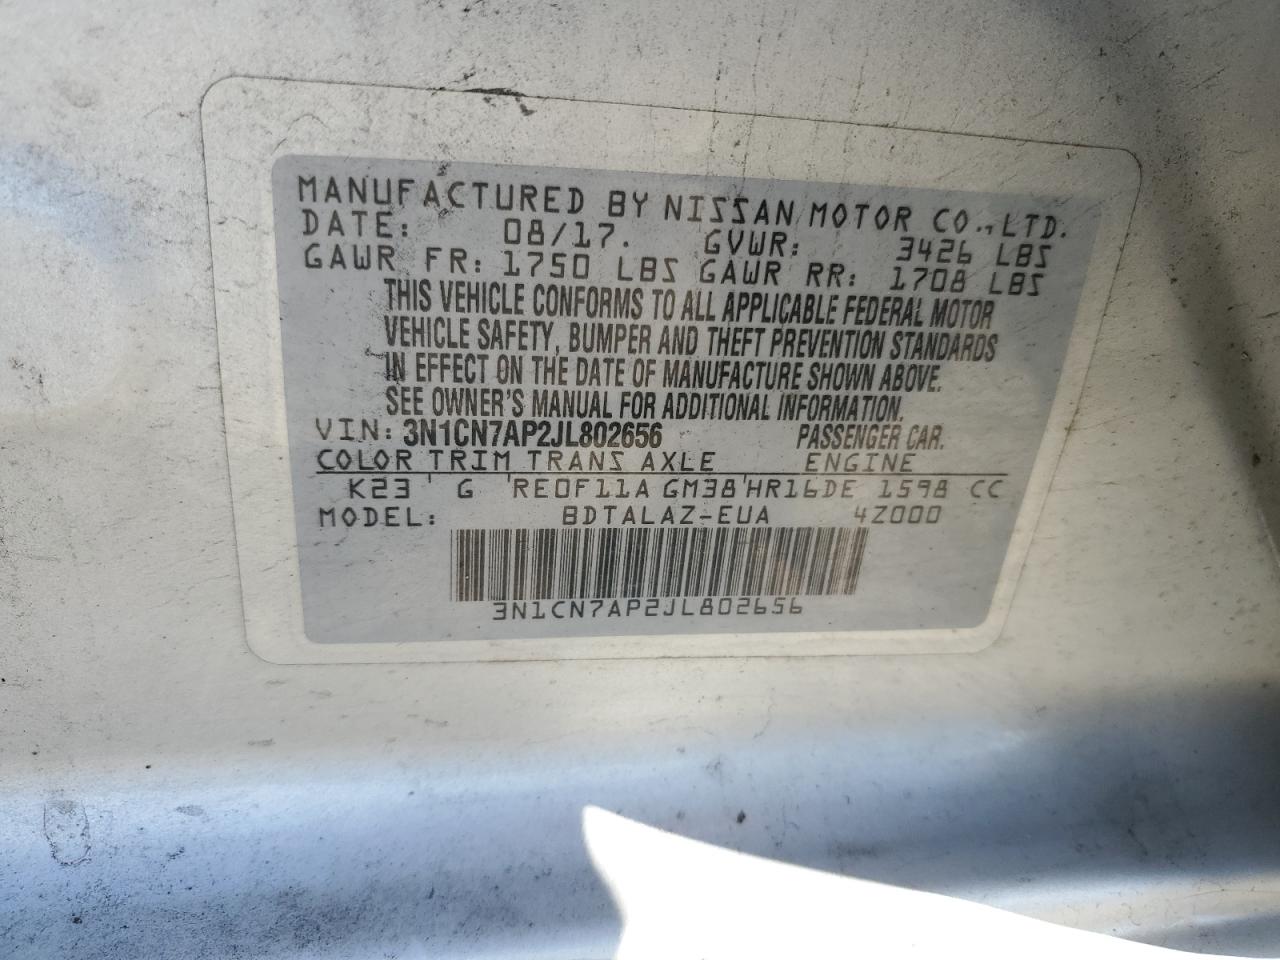 MANUFACTURED BY NISSAN MOTOR CO., LTD.
DATE: 08/17. GVWR: 3426 LBS
GAWR FR: 1750 LBS GAWR RR: 1708 LBS
THIS VEHICLE CONFORMS TO ALL APPLICABLE FEDERAL MOTOR
VEHICLE SAFETY, BUMPER AND THEFT PREVENTION STANDARDS
IN EFFECT ON THE DATE OF MANUFACTURE SHOWN ABOVE.
SEE OWNER'S MANUAL FOR ADDITIONAL INFORMATION.
VIN: 3N1CN7AP2JL802656 PASSENGER CAR.
COLOR TRIM TRANS AXLE ENGINE
K23 G RE0F11A GM38 HR16DE 1598 CC
MODEL: BDTALAZ-EUA 4Z000
3N1CN7AP2JL802656